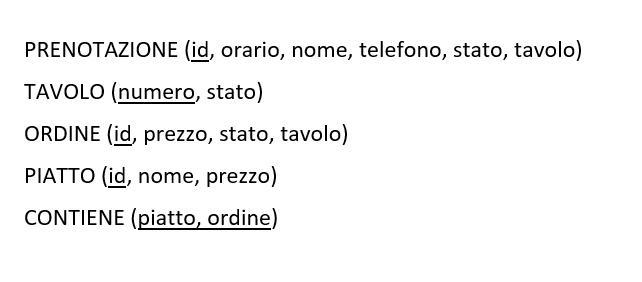 PRENOTAZIONE (id, orario, nome, telefono, stato, tavolo)
TAVOLO (numero, stato)
ORDINE (id, prezzo, stato, tavolo)
PIATTO (id, nome, prezzo)
CONTIENE (piatto, ordine)